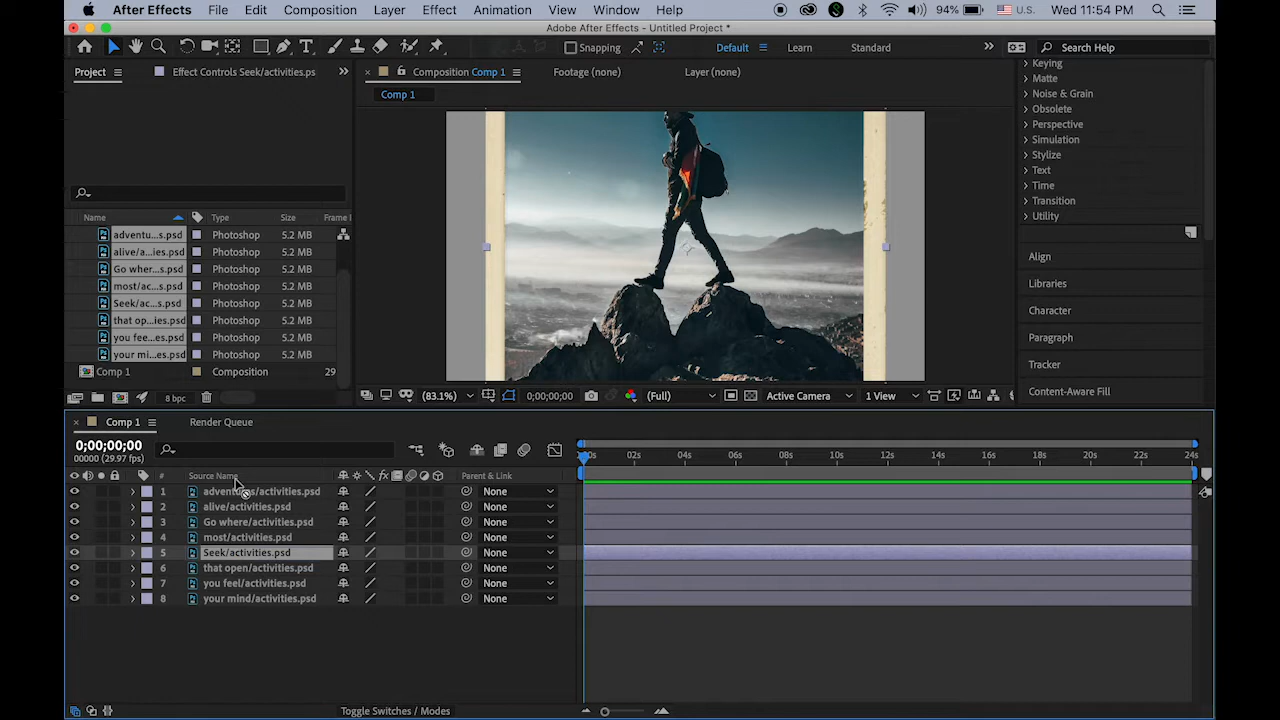 After Effects File Edit Composition Layer Effect Animation View Window Help 94% U.S. Wed 11:54 PM
Adobe After Effects - Untitled Project *
Snapping Default Learn Standard Search Help
Project Effect Controls Seek/activities.ps Composition Comp 1 Footage (none) Layer (none)
Comp 1
Name Type Size Frame
adventu...s.psd Photoshop 5.2 MB
alive/a...ies.psd Photoshop 5.2 MB
Go wher...s.psd Photoshop 5.2 MB
most/ac...s.psd Photoshop 5.2 MB
Seek/ac...s.psd Photoshop 5.2 MB
that op...ies.psd Photoshop 5.2 MB
you fee...es.psd Photoshop 5.2 MB
your mi...es.psd Photoshop 5.2 MB
Comp 1 Composition 29
8 bpc
(83.1%) 0;00;00;00 (Full) Active Camera 1 View
Keying
Matte
Noise & Grain
Obsolete
Perspective
Simulation
Stylize
Text
Time
Transition
Utility
Align
Libraries
Character
Paragraph
Tracker
Content-Aware Fill
Comp 1 Render Queue
0;00;00;00
00000 (29.97 fps)
# Source Name Parent & Link
02s 04s 06s 08s 10s 12s 14s 16s 18s 20s 22s 24s
1 adventures/activities.psd None
2 alive/activities.psd None
3 Go where/activities.psd None
4 most/activities.psd None
5 Seek/activities.psd None
6 that open/activities.psd None
7 you feel/activities.psd None
8 your mind/activities.psd None
Toggle Switches / Modes